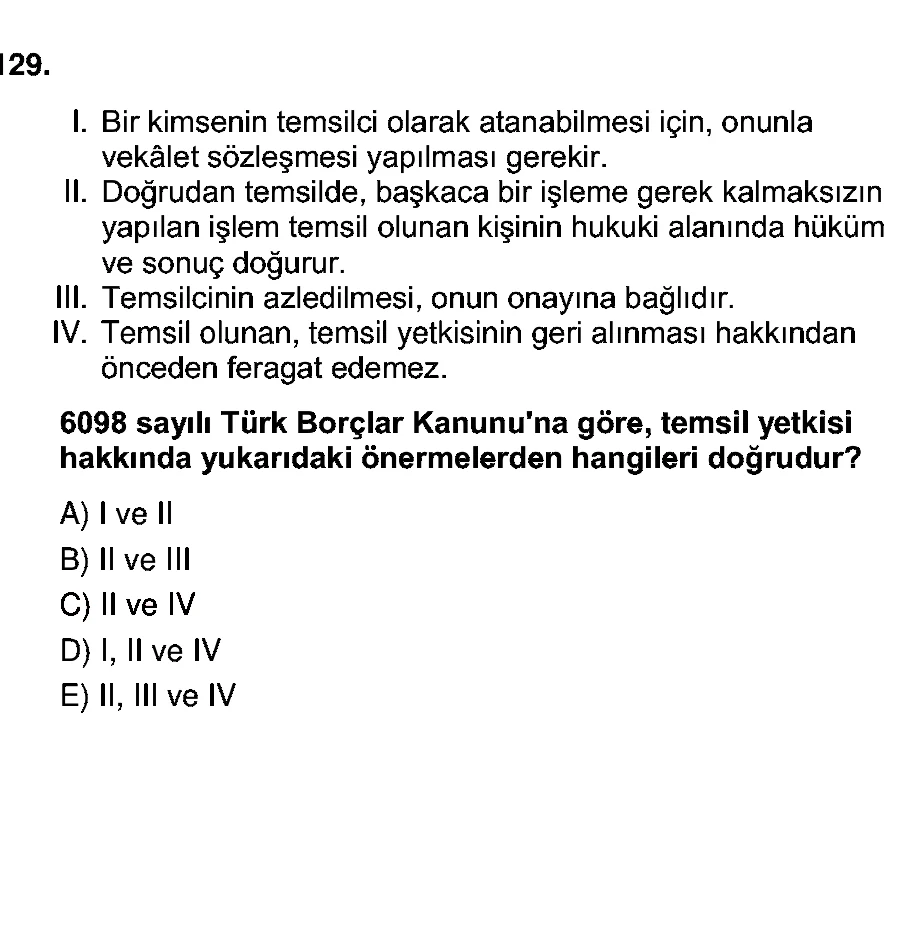 129.
I. Bir kimsenin temsilci olarak atanabilmesi için, onunla
vekâlet sözleşmesi yapılması gerekir.
II. Doğrudan temsilde, başkaca bir işleme gerek kalmaksızın
yapılan işlem temsil olunan kişinin hukuki alanında hüküm
ve sonuç doğurur.
III. Temsilcinin azledilmesi, onun onayına bağlıdır.
IV. Temsil olunan, temsil yetkisinin geri alınması hakkından
önceden feragat edemez.
6098 sayılı Türk Borçlar Kanunu'na göre, temsil yetkisi
hakkında yukarıdaki önermelerden hangileri doğrudur?
A) I ve II
B) II ve III
C) II ve IV
D) I, II ve IV
E) II, III ve IV